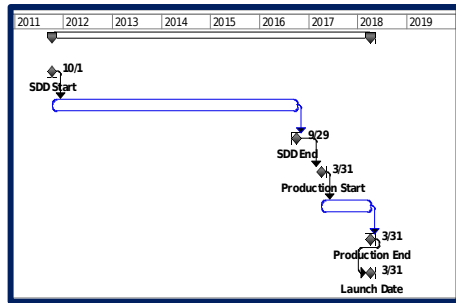 2011 2012 2013 2014 2015 2016 2017 2018 2019
10/1
SDD Start
9/29
SDD End
3/31
Production Start
3/31
Production End
3/31
Launch Date